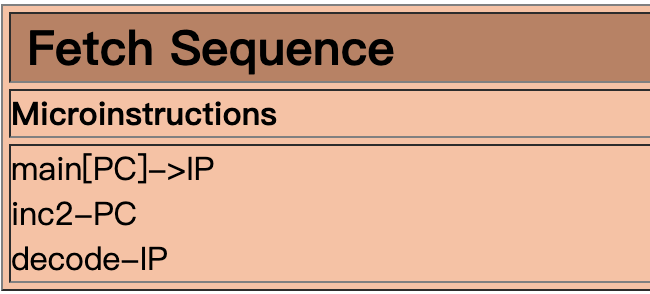 Fetch Sequence
Microinstructions
main[PC]–>IP
inc2–PC
decode–IP